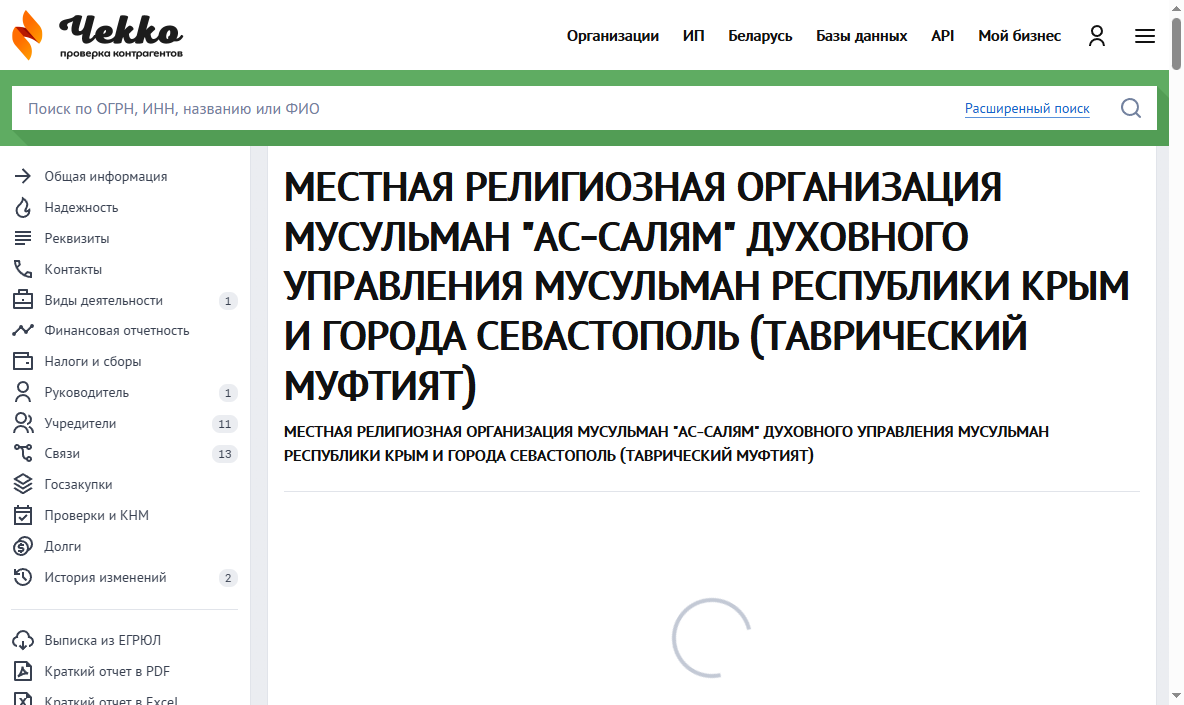 Чекко
проверка контрагентов
Организации ИП Беларусь Базы данных API Мой бизнес
Поиск по ОГРН, ИНН, названию или ФИО Расширенный поиск
Общая информация
Надежность
Реквизиты
Контакты
Виды деятельности 1
Финансовая отчетность
Налоги и сборы
Руководитель 1
Учредители 11
Связи 13
Госзакупки
Проверки и КНМ
Долги
История изменений 2
Выписка из ЕГРЮЛ
Краткий отчет в PDF
Краткий отчет в Excel
МЕСТНАЯ РЕЛИГИОЗНАЯ ОРГАНИЗАЦИЯ
МУСУЛЬМАН "АС-САЛЯМ" ДУХОВНОГО
УПРАВЛЕНИЯ МУСУЛЬМАН РЕСПУБЛИКИ КРЫМ
И ГОРОДА СЕВАСТОПОЛЬ (ТАВРИЧЕСКИЙ
МУФТИЯТ)
МЕСТНАЯ РЕЛИГИОЗНАЯ ОРГАНИЗАЦИЯ МУСУЛЬМАН "АС-САЛЯМ" ДУХОВНОГО УПРАВЛЕНИЯ МУСУЛЬМАН
РЕСПУБЛИКИ КРЫМ И ГОРОДА СЕВАСТОПОЛЬ (ТАВРИЧЕСКИЙ МУФТИЯТ)